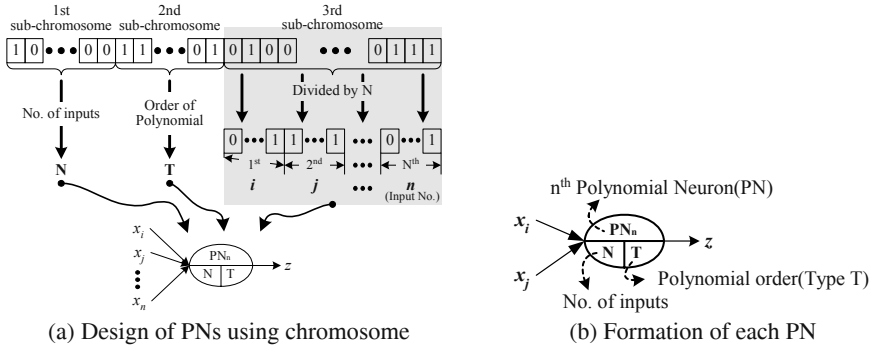 1st 2nd 3rd
sub-chromosome sub-chromosome sub-chromosome
1 0 ••• 0 0 1 1 ••• 0 1 0 1 0 0 ••• 0 1 1 1
No. of inputs
Order of
Polynomial
Divided by N
0 ••• 1 1 ••• 1 ••• 0 ••• 1
1st 2nd ••• Nth
N T i j ••• n
(Input No.)
xi
xj
xn
PNn
N T
z
(a) Design of PNs using chromosome
nth Polynomial Neuron(PN)
xi
xj
PNn
N T
z
Polynomial order(Type T)
No. of inputs
(b) Formation of each PN